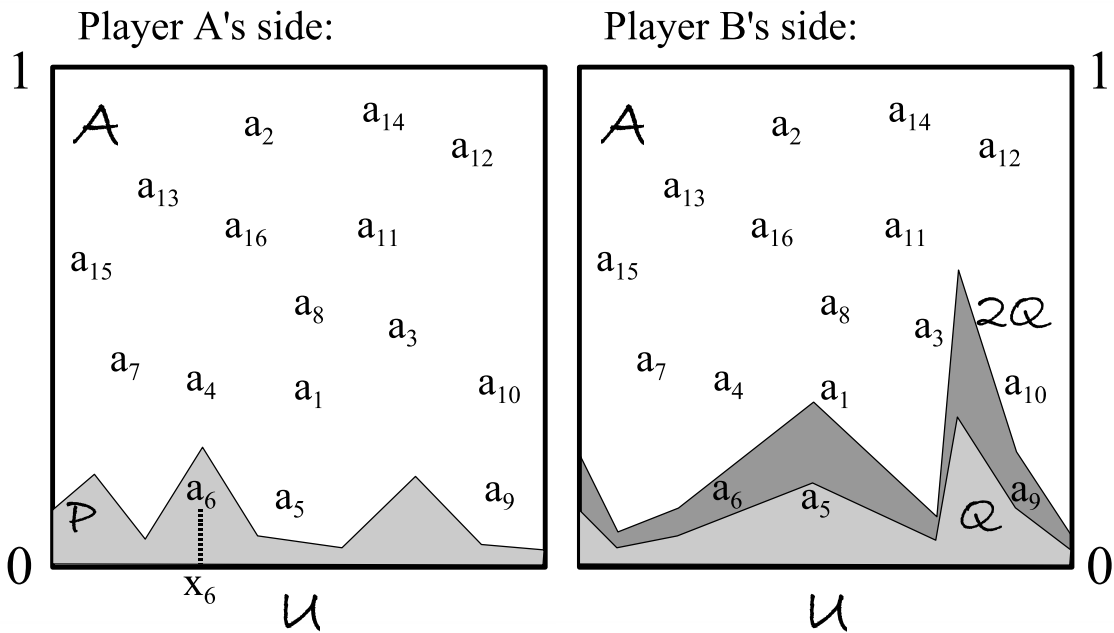 Player A's side: Player B's side:
1 1
A a2 a14 a12 A a2 a14 a12
a13 a13
a16 a11 a16 a11
a15 a15
a8 a8 2Q
a3 a3
a7 a4 a1 a10 a7 a4 a1 a10
a6 a5 a9 a6 a5 a9
P Q
0 0
x6
U U